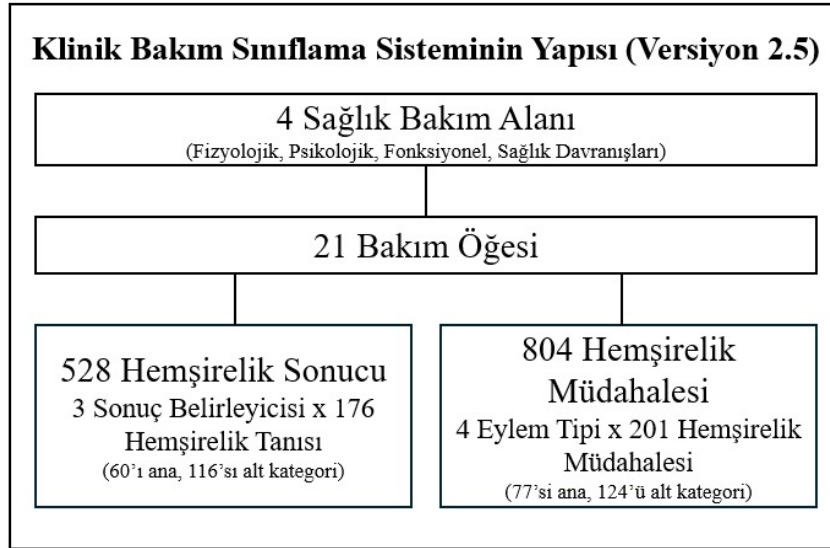 Klinik Bakım Sınıflama Sisteminin Yapısı (Versiyon 2.5)
4 Sağlık Bakım Alanı
(Fizyolojik, Psikolojik, Fonksiyonel, Sağlık Davranışları)
21 Bakım Öğesi
528 Hemşirelik Sonucu
3 Sonuç Belirleyicisi x 176
Hemşirelik Tanısı
(60’ı ana, 116’sı alt kategori)
804 Hemşirelik
Müdahalesi
4 Eylem Tipi x 201 Hemşirelik
Müdahalesi
(77’si ana, 124’ü alt kategori)